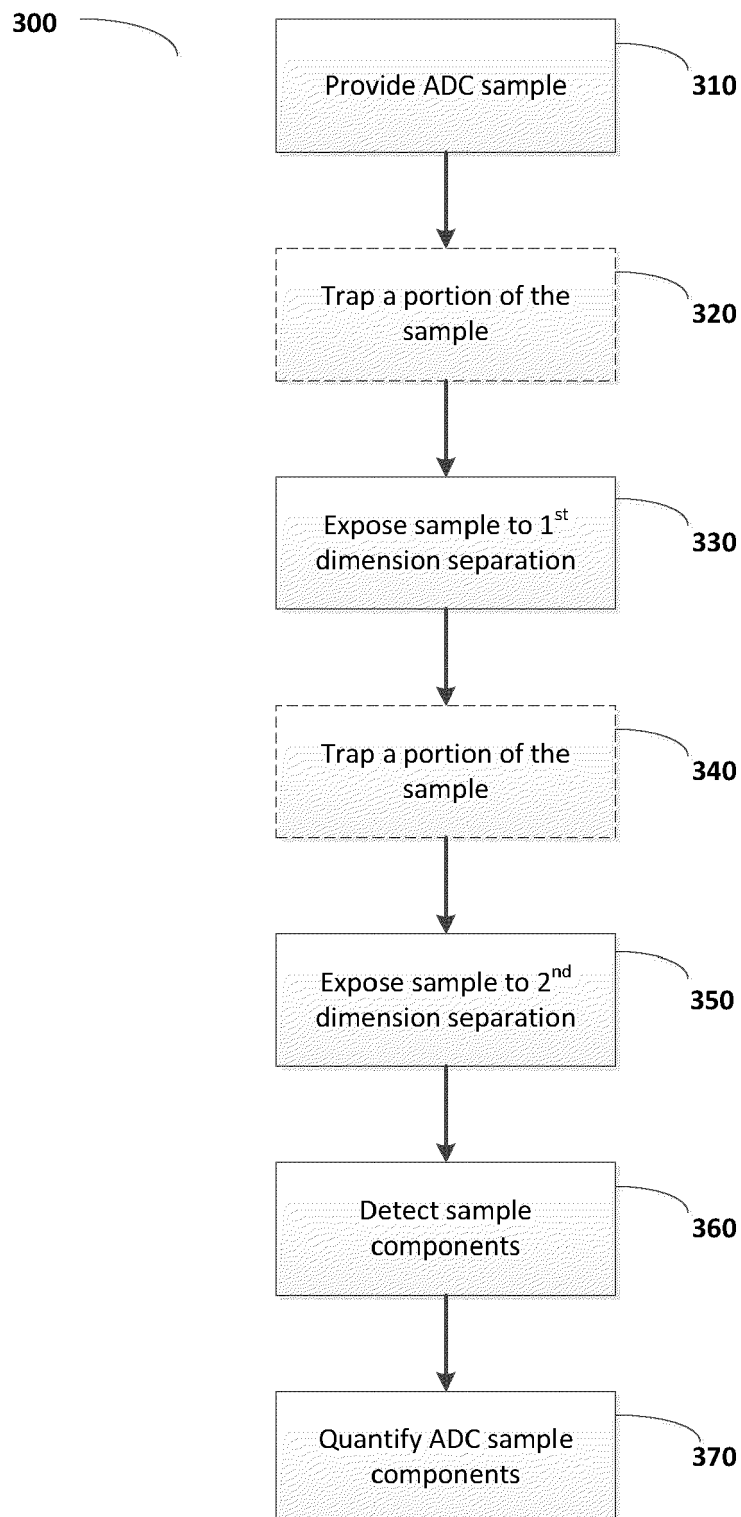 300
Provide ADC sample
310
Trap a portion of the
sample
320
Expose sample to 1st
dimension separation
330
Trap a portion of the
sample
340
Expose sample to 2nd
dimension separation
350
Detect sample
components
360
Quantify ADC sample
components
370